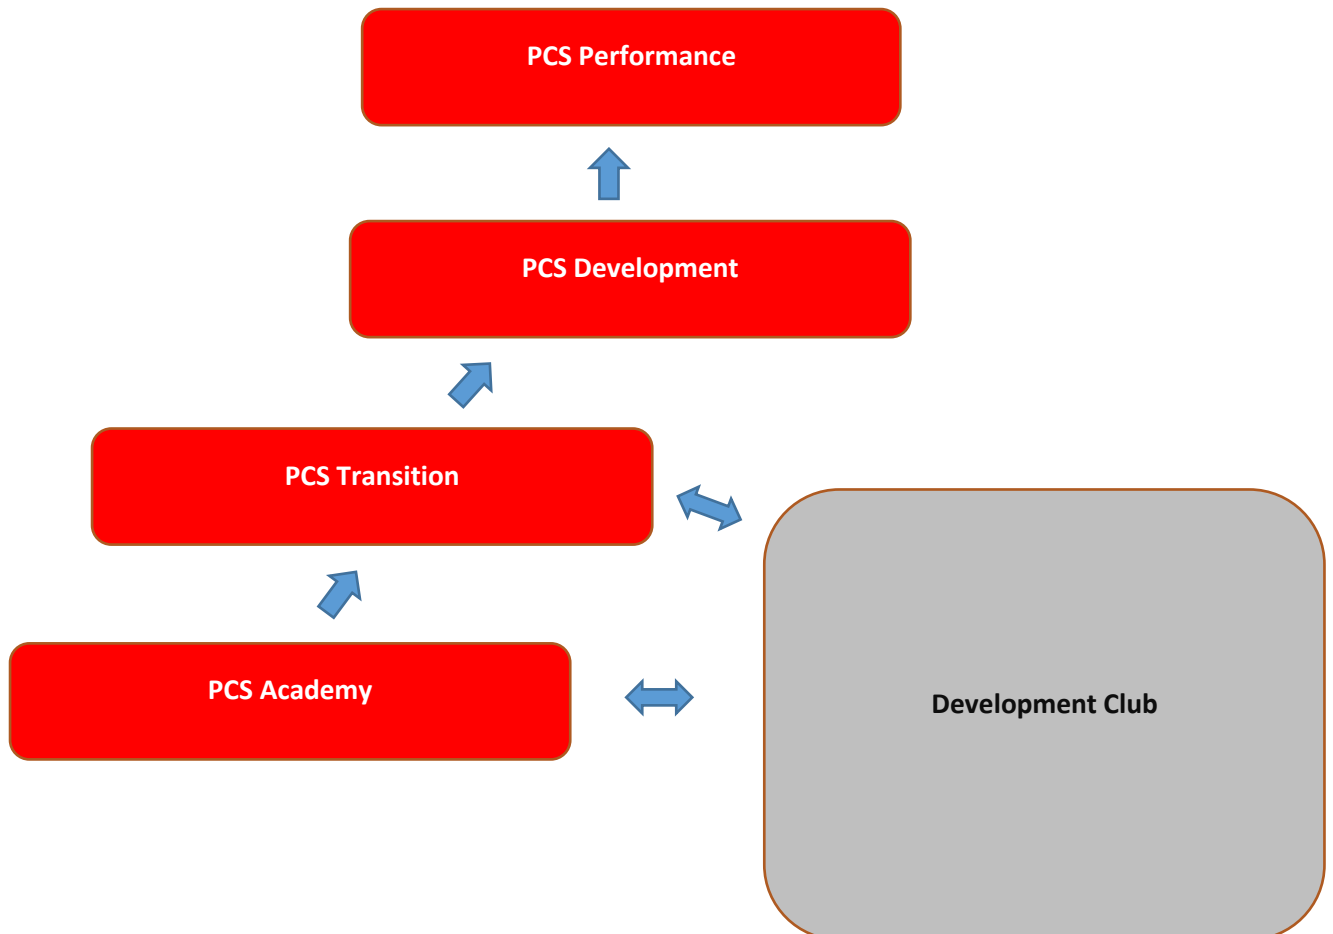 PCS Performance
PCS Development
PCS Transition
PCS Academy
Development Club